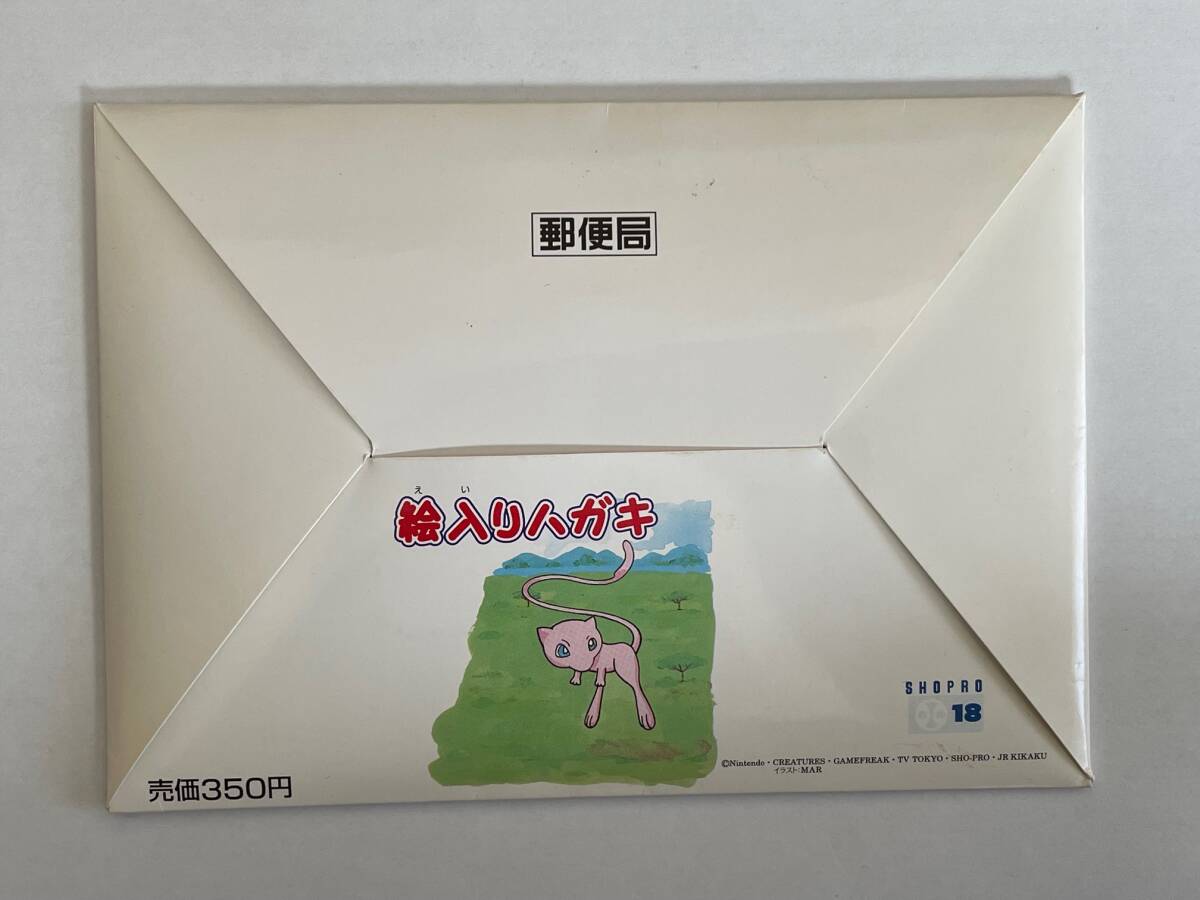 郵便局
えい
絵入りハガキ
SHOPRO
18
©Nintendo・CREATURES・GAMEFREAK・TV TOKYO・SHO-PRO・JR KIKAKU
イラスト:MAR
売価350円